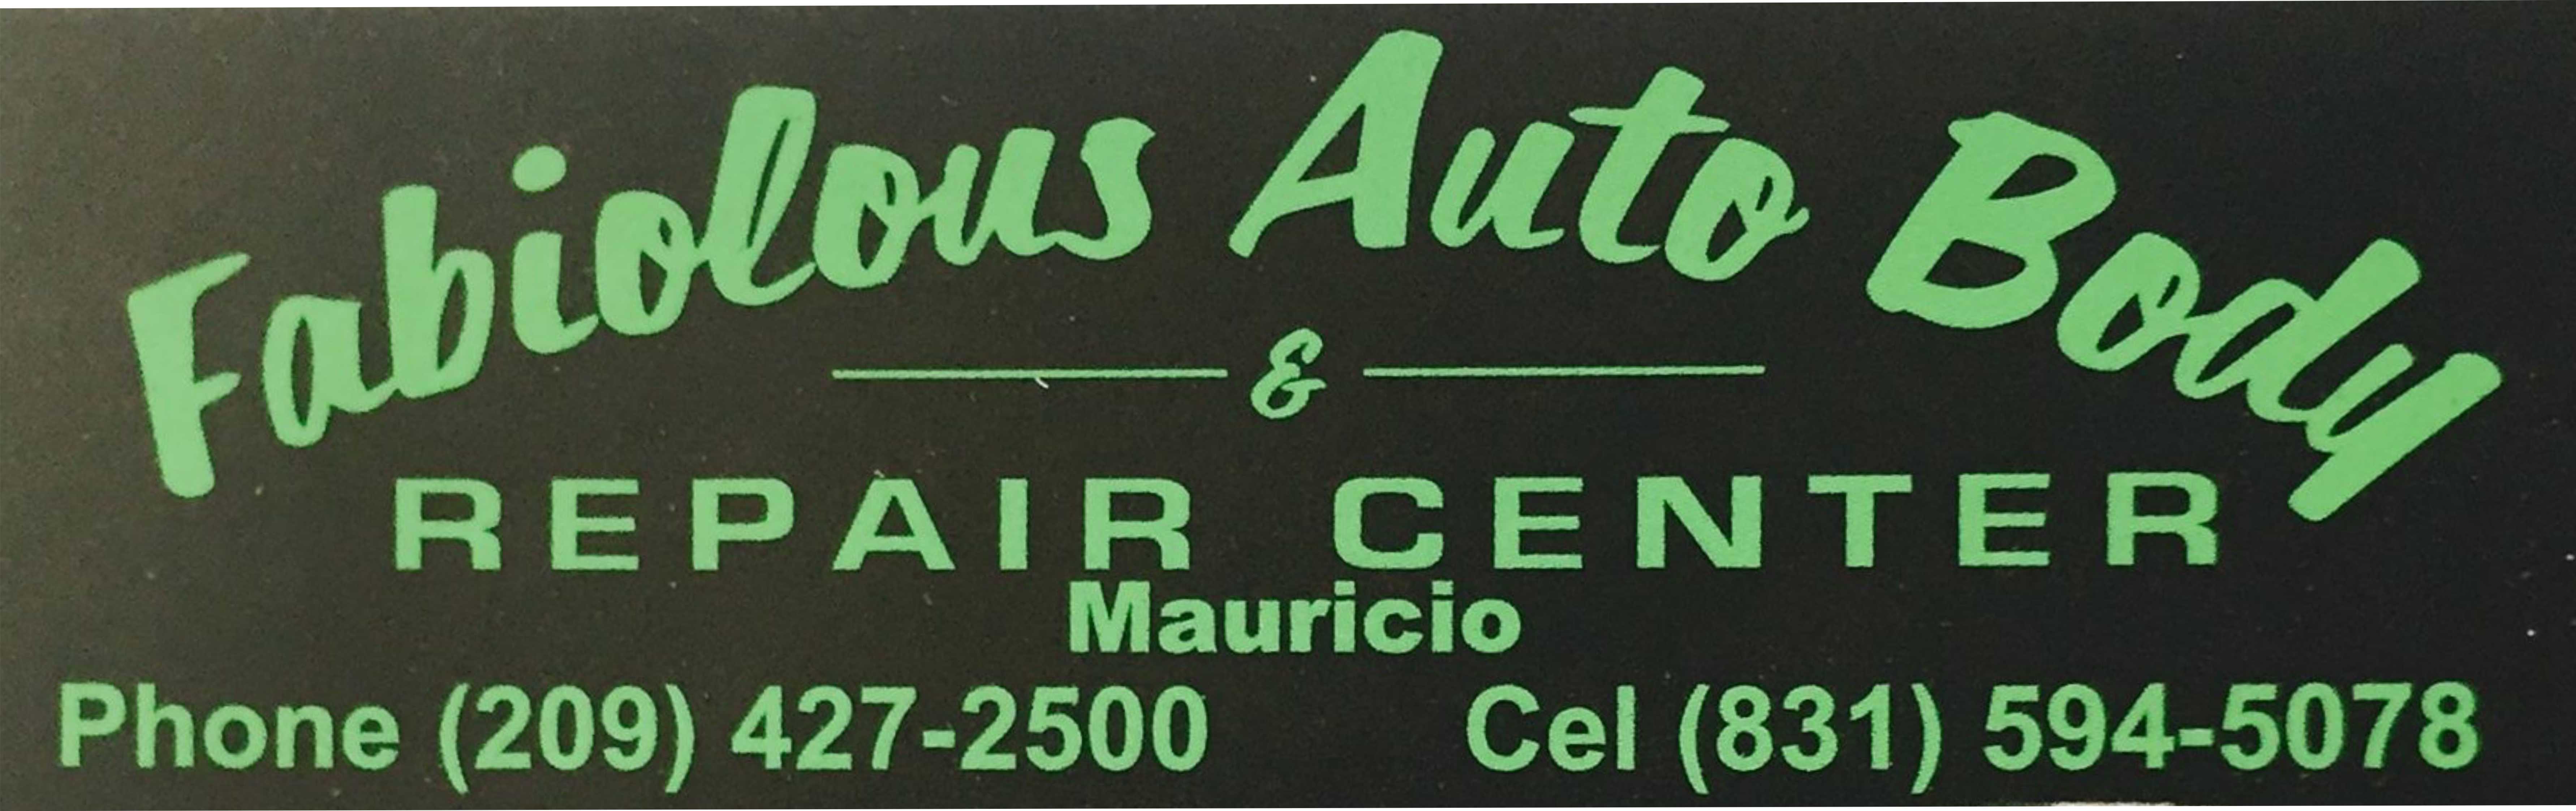 Fabiolous Auto Body
&
REPAIR CENTER
Mauricio
Phone (209) 427-2500 Cel (831) 594-5078